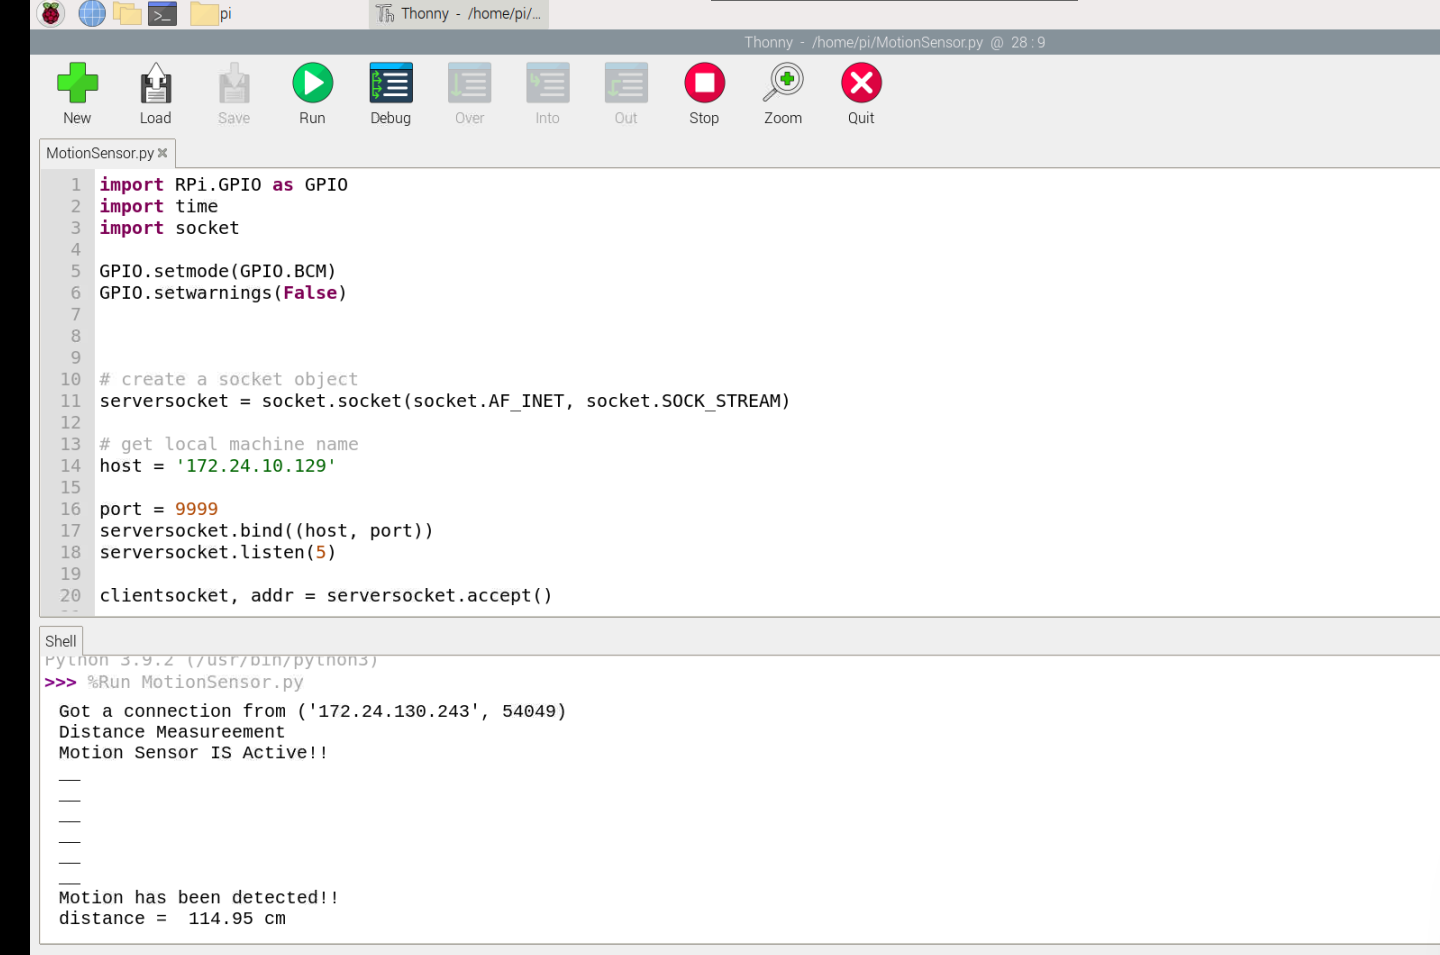 pi
Thonny - /home/pi/...
Thonny - /home/pi/MotionSensor.py @ 28:9
New Load Save Run Debug Over Into Out Stop Zoom Quit
MotionSensor.py
1 import RPi.GPIO as GPIO
2 import time
3 import socket
4
5 GPIO.setmode(GPIO.BCM)
6 GPIO.setwarnings(False)
7
8
9
10 # create a socket object
11 serversocket = socket.socket(socket.AF_INET, socket.SOCK_STREAM)
12
13 # get local machine name
14 host = '172.24.10.129'
15
16 port = 9999
17 serversocket.bind((host, port))
18 serversocket.listen(5)
19
20 clientsocket, addr = serversocket.accept()
Shell
Python 3.9.2 (/usr/bin/python3)
>>> %Run MotionSensor.py
Got a connection from ('172.24.130.243', 54049)
Distance Measureement
Motion Sensor IS Active!!
__
__
__
__
__
__
Motion has been detected!!
distance =  114.95 cm